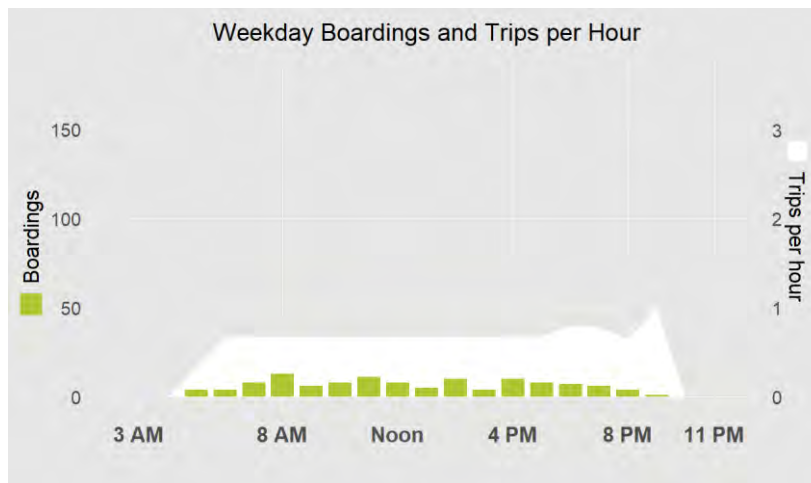 Weekday Boardings and Trips per Hour
150
100
50
0
Boardings
3
2
1
0
Trips per hour
3 AM 8 AM Noon 4 PM 8 PM 11 PM